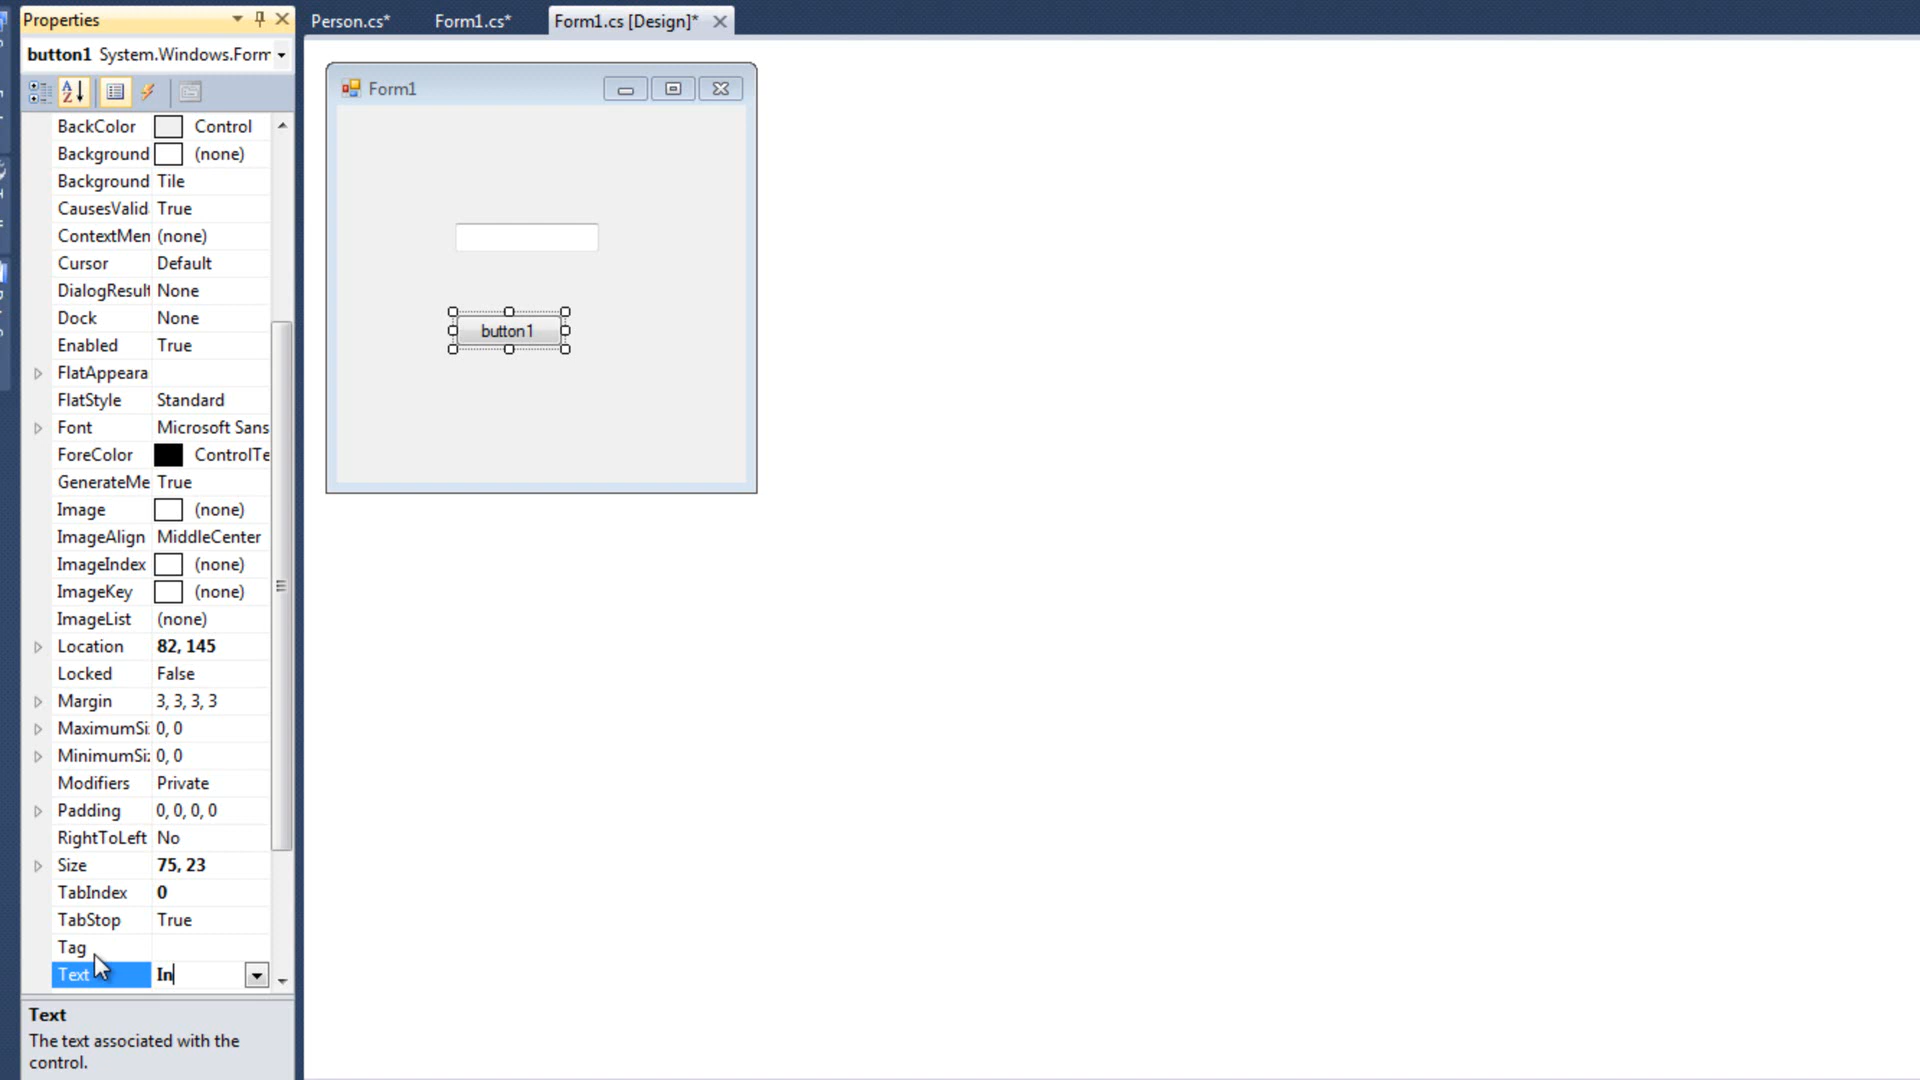 Properties
Person.cs*
Form1.cs*
Form1.cs [Design]*
button1 System.Windows.Form
Form1
BackColor Control
Background (none)
Background Tile
CausesValid True
ContextMen (none)
Cursor Default
DialogResult None
Dock None
Enabled True
FlatAppeara
FlatStyle Standard
Font Microsoft Sans
ForeColor ControlTe
GenerateMe True
Image (none)
ImageAlign MiddleCenter
ImageIndex (none)
ImageKey (none)
ImageList (none)
Location 82, 145
Locked False
Margin 3, 3, 3, 3
MaximumSi 0, 0
MinimumSi 0, 0
Modifiers Private
Padding 0, 0, 0, 0
RightToLeft No
Size 75, 23
TabIndex 0
TabStop True
Tag
Text In
button1
Text
The text associated with the
control.